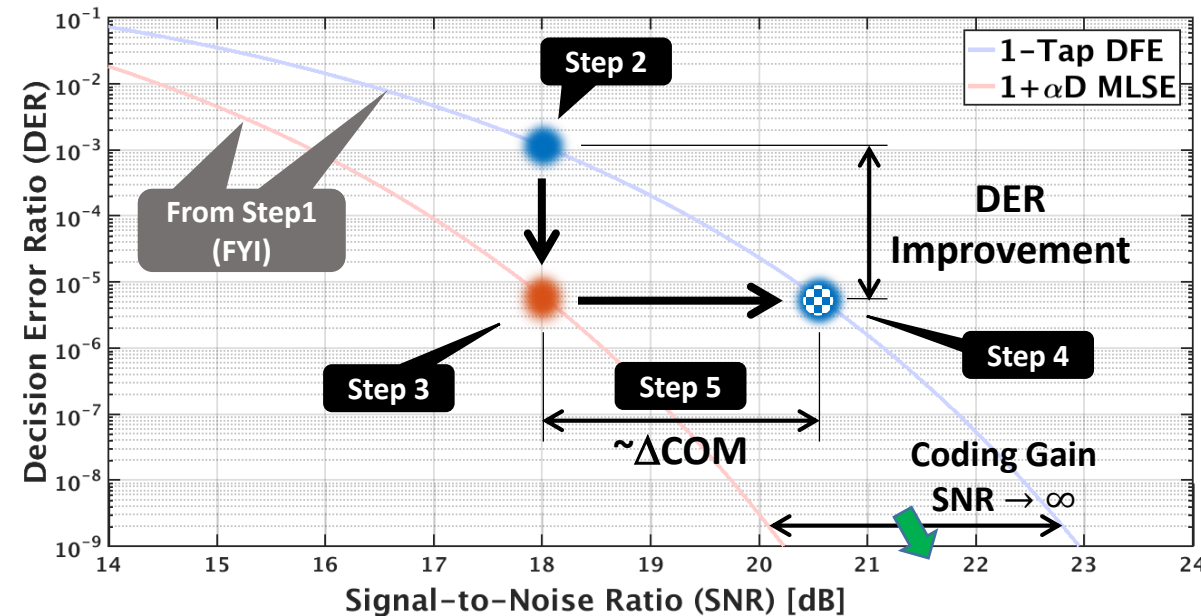 10⁻¹
10⁻²
10⁻³
10⁻⁴
10⁻⁵
10⁻⁶
10⁻⁷
10⁻⁸
10⁻⁹
Decision Error Ratio (DER)
1-Tap DFE
1+αD MLSE
Step 2
From Step1
(FYI)
DER
Improvement
Step 4
Step 3
Step 5
~ΔCOM
Coding Gain
SNR → ∞
14 15 16 17 18 19 20 21 22 23 24
Signal-to-Noise Ratio (SNR) [dB]